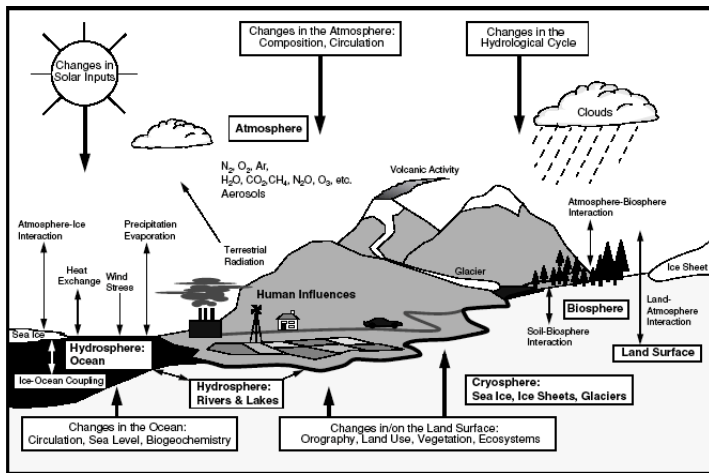 Changes in the Atmosphere:
Composition, Circulation
Changes in the
Hydrological Cycle
Changes in
Solar Inputs
Clouds
Atmosphere
N₂, O₂, Ar,
H₂O, CO₂,CH₄, N₂O, O₃, etc.
Aerosols
Volcanic Activity
Atmosphere-Biosphere
Interaction
Atmosphere-Ice
Interaction
Precipitation
Evaporation
Terrestrial
Radiation
Heat
Exchange
Wind
Stress
Glacier
Ice Sheet
Human Influences
Biosphere
Land-
Atmosphere
Interaction
Soil-Biosphere
Interaction
Sea Ice
Hydrosphere:
Ocean
Land Surface
Ice-Ocean Coupling
Hydrosphere:
Rivers & Lakes
Cryosphere:
Sea Ice, Ice Sheets, Glaciers
Changes in the Ocean:
Circulation, Sea Level, Biogeochemistry
Changes in/on the Land Surface:
Orography, Land Use, Vegetation, Ecosystems